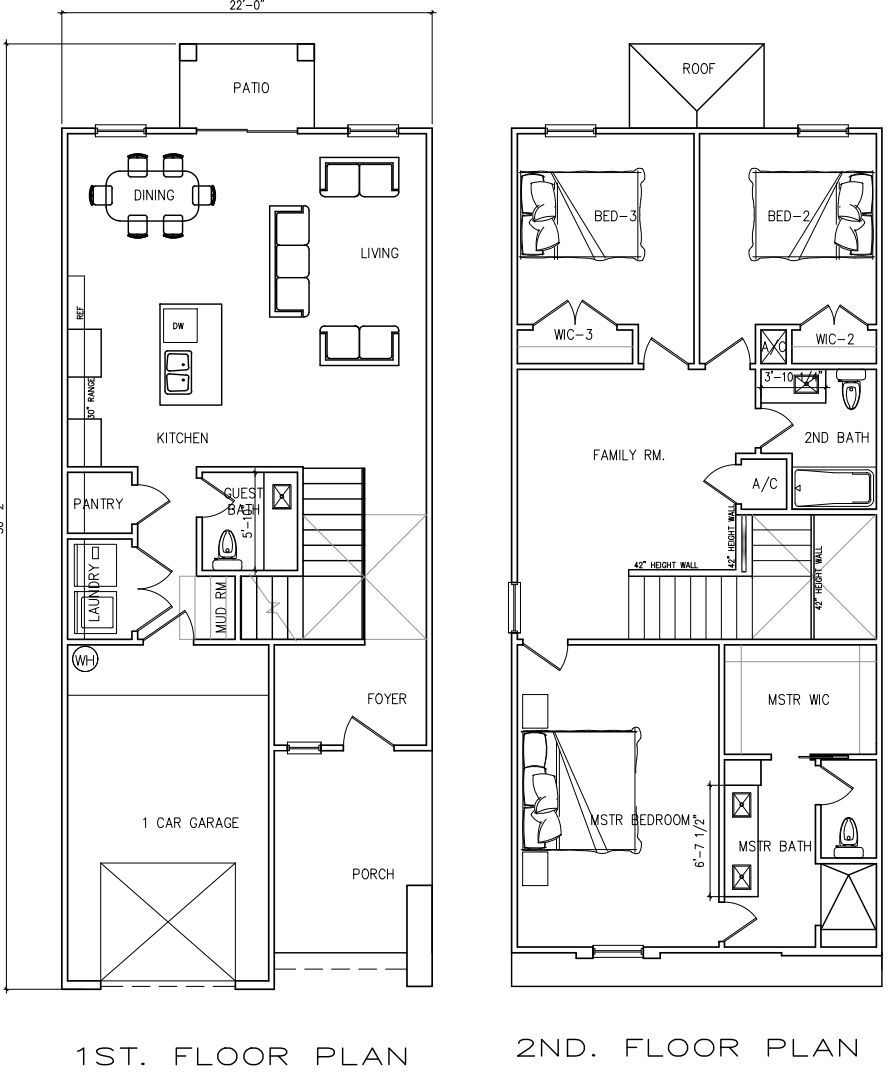 22'-0"
PATIO
DINING
LIVING
REF
DW
30" RANGE
KITCHEN
PANTRY
GUEST
BATH
LAUNDRY
MUD RM
WH
FOYER
1 CAR GARAGE
PORCH
1ST. FLOOR PLAN
ROOF
BED-3
BED-2
WIC-3
A/C
WIC-2
3'-10 1/4"
2ND BATH
FAMILY RM.
A/C
42" HEIGHT WALL
42" HEIGHT WALL
42" HEIGHT WALL
MSTR WIC
MSTR BEDROOM
6'-7 1/2"
MSTR BATH
2ND. FLOOR PLAN